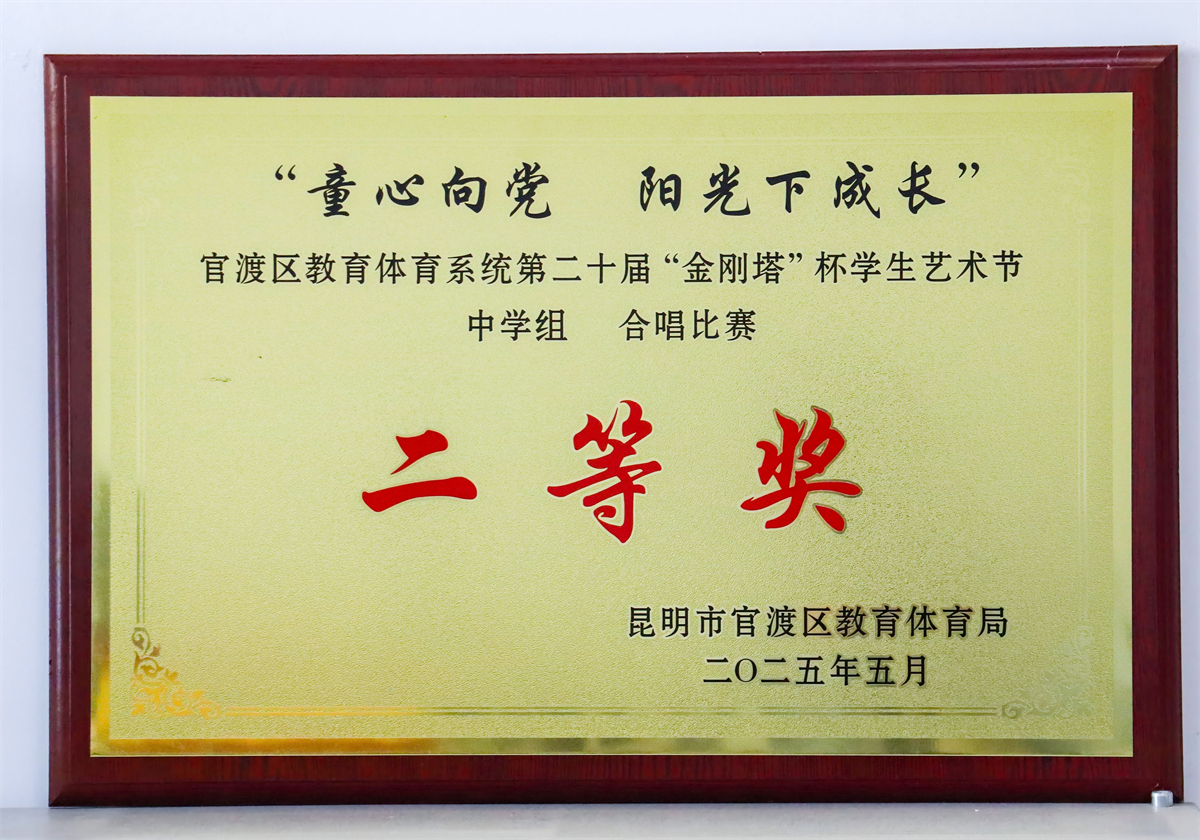 “童心向党 阳光下成长”
官渡区教育体育系统第二十届“金刚塔”杯学生艺术节
中学组 合唱比赛
二等奖
昆明市官渡区教育体育局
二〇二五年五月